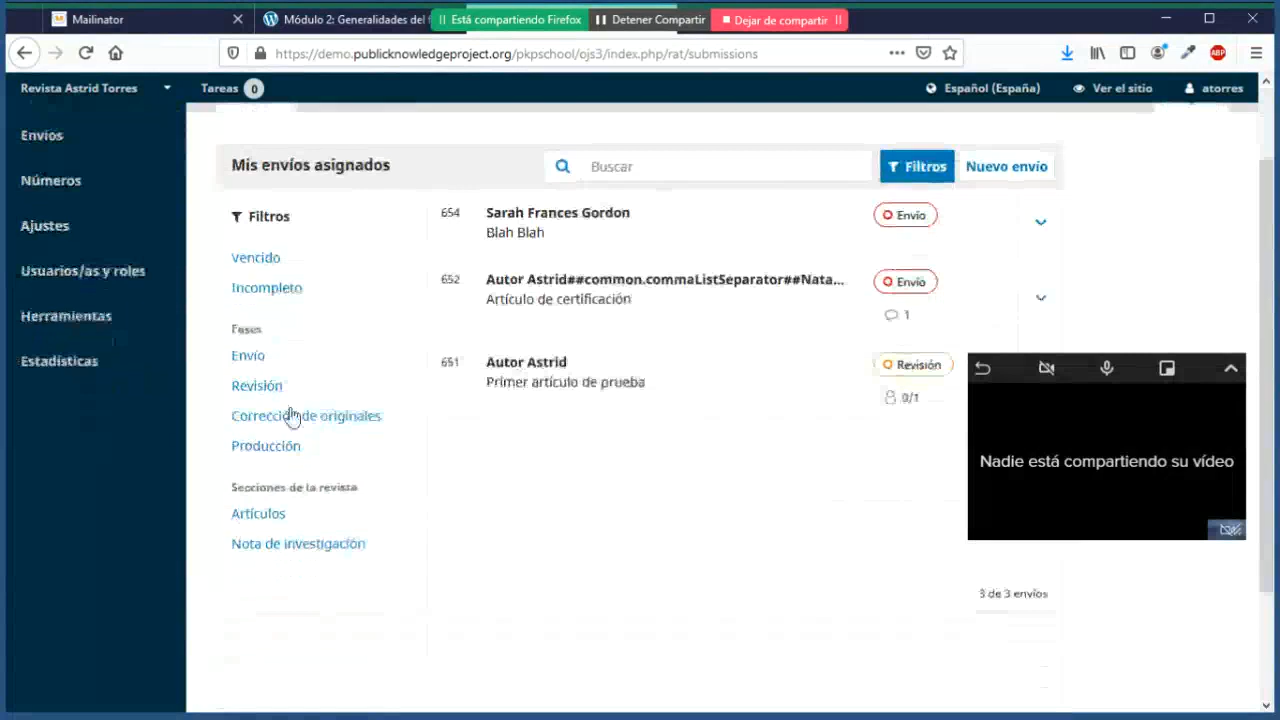 Mailinator
Módulo 2: Generalidades del f
Está compartiendo Firefox
Detener Compartir
Dejar de compartir
https://demo.publicknowledgeproject.org/pkpschool/ojs3/index.php/rat/submissions
ABP
Revista Astrid Torres
Tareas 0
Español (España)
Ver el sitio
atorres
Envíos
Números
Ajustes
Usuarios/as y roles
Herramientas
Estadísticas
Mis envíos asignados
Buscar
Filtros
Nuevo envío
Filtros
Vencido
Incompleto
Fases
Envío
Revisión
Corrección de originales
Producción
Secciones de la revista
Artículos
Nota de investigación
654 Sarah Frances Gordon Envío
Blah Blah
652 Autor Astrid##common.commaListSeparator##Nata... Envío
Artículo de certificación
1
651 Autor Astrid Revisión
Primer artículo de prueba
0/1
Nadie está compartiendo su vídeo
3 de 3 envíos